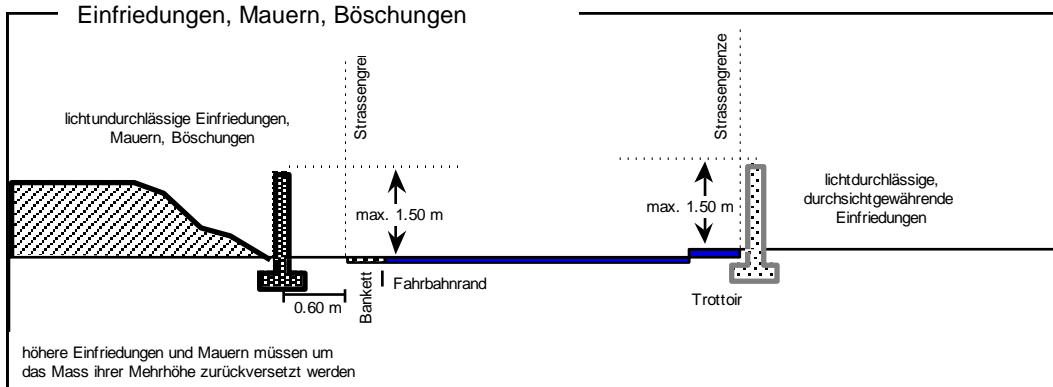 Einfriedungen, Mauern, Böschungen
Strassengre
Strassengrenze
lichtundurchlässige Einfriedungen,
Mauern, Böschungen
lichtdurchlässige,
durchsichtgewährende
Einfriedungen
max. 1.50 m
max. 1.50 m
Bankett
Fahrbahnrand
Trottoir
0.60 m
höhere Einfriedungen und Mauern müssen um
das Mass ihrer Mehrhöhe zurückversetzt werden